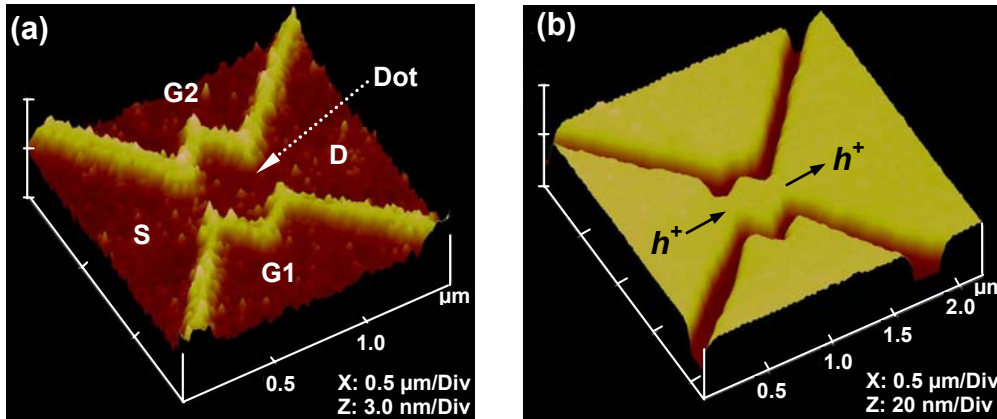 (a)
G2
Dot
D
S
G1
0.5
1.0
µm
X: 0.5 µm/Div
Z: 3.0 nm/Div
(b)
h+
h+
0.5
1.0
1.5
2.0
µm
X: 0.5 µm/Div
Z: 20 nm/Div